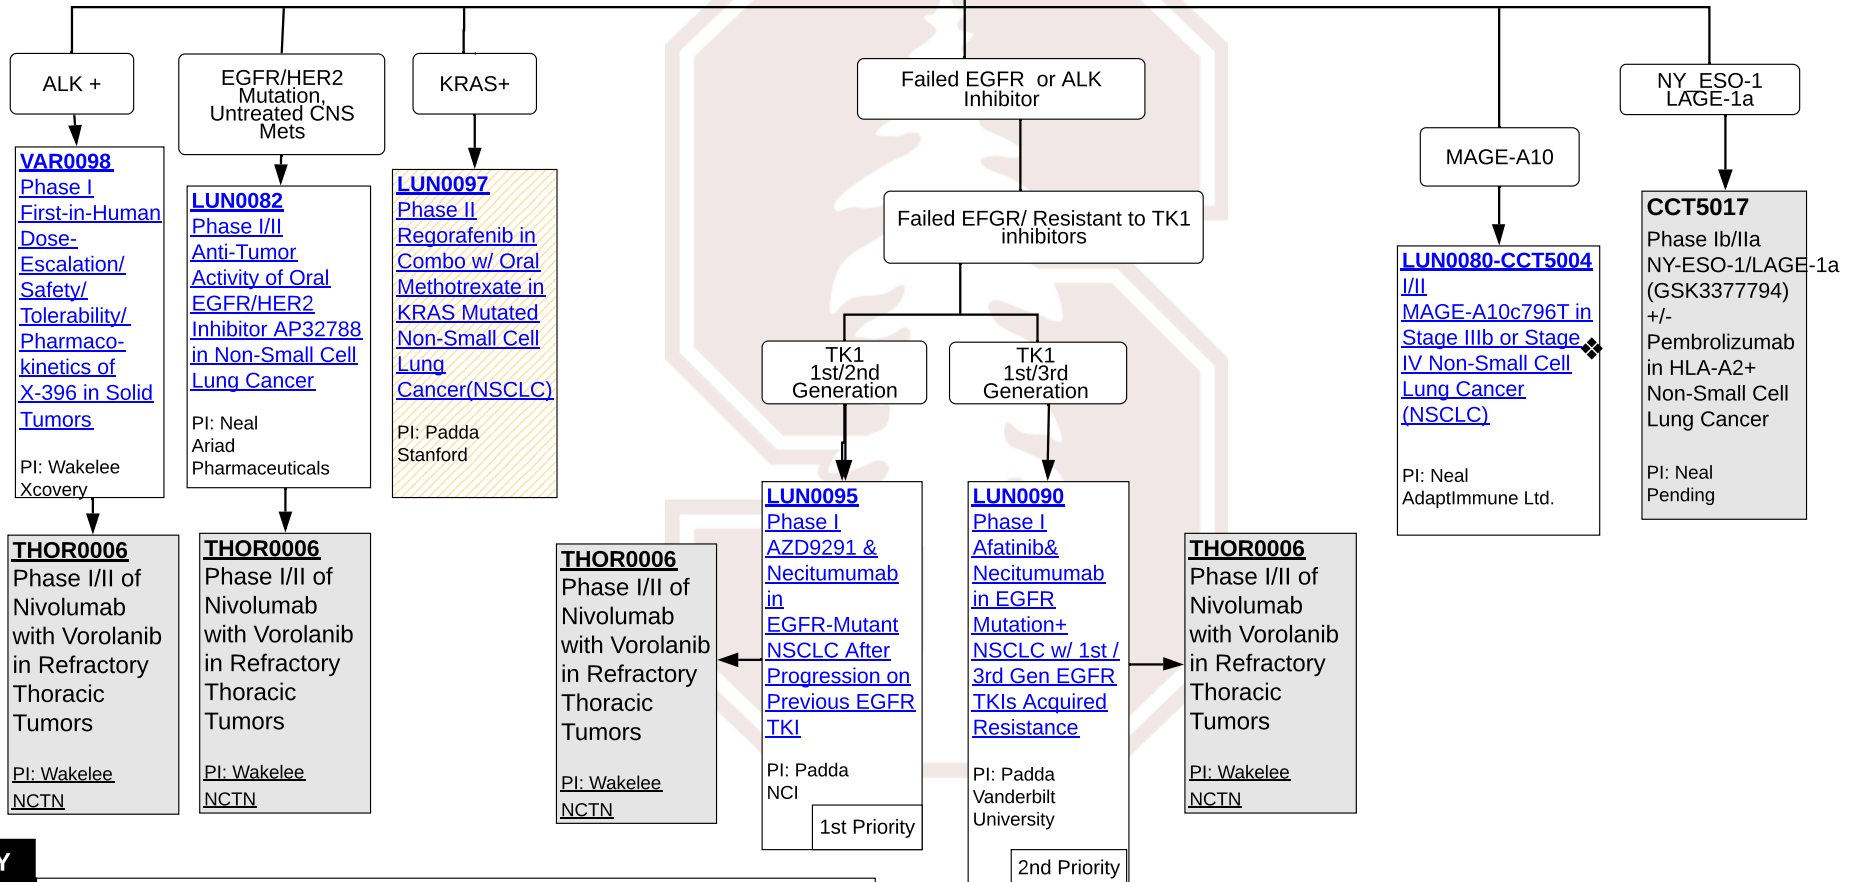 ALK +
EGFR/HER2
Mutation,
Untreated CNS
Mets
KRAS+
Failed EGFR  or ALK
Inhibitor
NY_ESO-1
LAGE-1a
MAGE-A10
Failed EFGR/ Resistant to TK1
inhibitors
TK1
1st/2nd
Generation
TK1
1st/3rd
Generation
VAR0098
Phase I
First-in-Human
Dose-
Escalation/
Safety/
Tolerability/
Pharmaco-
kinetics of
X-396 in Solid
Tumors
PI: Wakelee
Xcovery
LUN0082
Phase I/II
Anti-Tumor
Activity of Oral
EGFR/HER2
Inhibitor AP32788
in Non-Small Cell
Lung Cancer
PI: Neal
Ariad
Pharmaceuticals
LUN0097
Phase II
Regorafenib in
Combo w/ Oral
Methotrexate in
KRAS Mutated
Non-Small Cell
Lung
Cancer(NSCLC)
PI: Padda
Stanford
LUN0080-CCT5004
I/II
MAGE-A10c796T in
Stage IIIb or Stage
IV Non-Small Cell
Lung Cancer
(NSCLC)
PI: Neal
AdaptImmune Ltd.
CCT5017
Phase Ib/IIa
NY-ESO-1/LAGE-1a
(GSK3377794)
+/-
Pembrolizumab
in HLA-A2+
Non-Small Cell
Lung Cancer
PI: Neal
Pending
THOR0006
Phase I/II of
Nivolumab
with Vorolanib
in Refractory
Thoracic
Tumors
PI: Wakelee
NCTN
THOR0006
Phase I/II of
Nivolumab
with Vorolanib
in Refractory
Thoracic
Tumors
PI: Wakelee
NCTN
THOR0006
Phase I/II of
Nivolumab
with Vorolanib
in Refractory
Thoracic
Tumors
PI: Wakelee
NCTN
LUN0095
Phase I
AZD9291 &
Necitumumab
in
EGFR-Mutant
NSCLC After
Progression on
Previous EGFR
TKI
PI: Padda
NCI
1st Priority
LUN0090
Phase I
Afatinib&
Necitumumab
in EGFR
Mutation+
NSCLC w/ 1st /
3rd Gen EGFR
TKIs Acquired
Resistance
PI: Padda
Vanderbilt
University
2nd Priority
THOR0006
Phase I/II of
Nivolumab
with Vorolanib
in Refractory
Thoracic
Tumors
PI: Wakelee
NCTN
Y